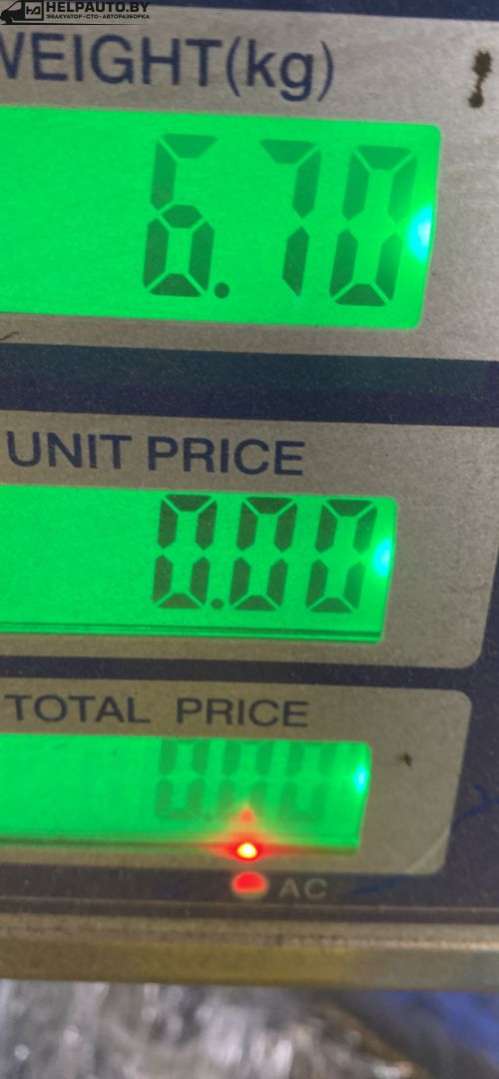 HELPAUTO.BY
ЭВАКУАТОР • СТО • АВТОРАЗБОРКА
WEIGHT(kg)
6.70
UNIT PRICE
0.00
TOTAL PRICE
0.00
AC